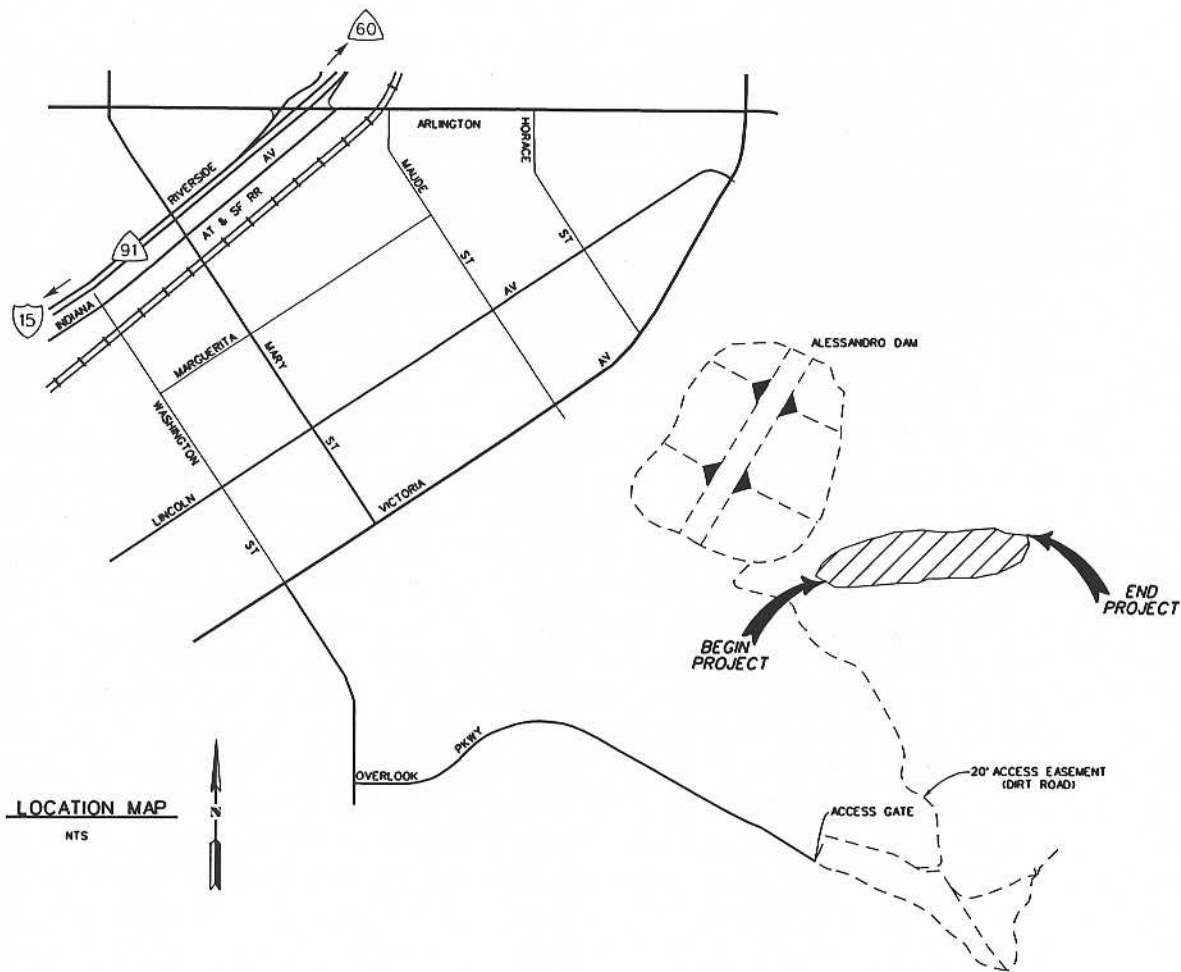 60
ARLINGTON
HORACE
ST
MAUDE
ST
RIVERSIDE
AV
AT & SF RR
91
15
INDIANA
MARGUERITA
MARY
ST
AV
AV
WASHINGTON
ST
LINCOLN
VICTORIA
ALESSANDRO DAM
END
PROJECT
BEGIN
PROJECT
OVERLOOK
PKWY
20' ACCESS EASEMENT
(DIRT ROAD)
ACCESS GATE
LOCATION MAP
NTS
N